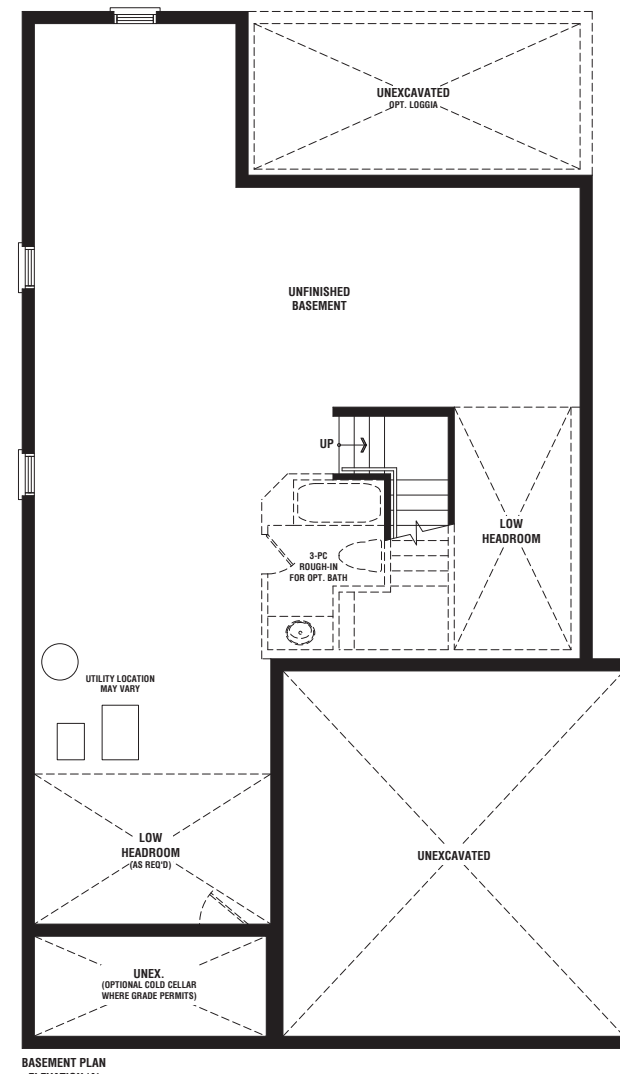 UNEXCAVATED
OPT. LOGGIA
UNFINISHED
BASEMENT
UP
LOW
HEADROOM
3-PC
ROUGH-IN
FOR OPT. BATH
UTILITY LOCATION
MAY VARY
LOW
HEADROOM
(AS REQ'D)
UNEXCAVATED
UNEX.
(OPTIONAL COLD CELLAR
WHERE GRADE PERMITS)
BASEMENT PLAN